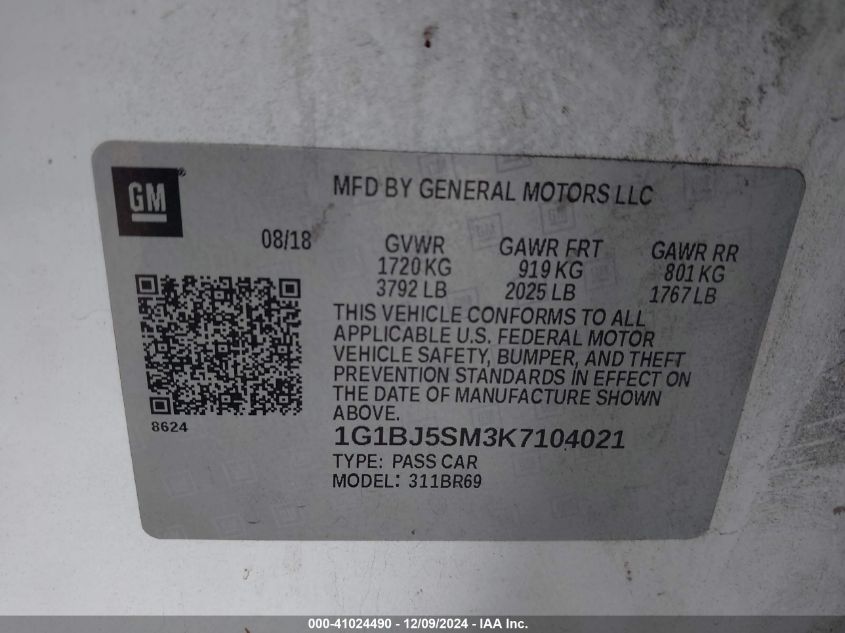 GM
MFD BY GENERAL MOTORS LLC
08/18
GVWR GAWR FRT GAWR RR
1720 KG 919 KG 801 KG
3792 LB 2025 LB 1767 LB
THIS VEHICLE CONFORMS TO ALL
APPLICABLE U.S. FEDERAL MOTOR
VEHICLE SAFETY, BUMPER, AND THEFT
PREVENTION STANDARDS IN EFFECT ON
THE DATE OF MANUFACTURE SHOWN
ABOVE.
8624
1G1BJ5SM3K7104021
TYPE: PASS CAR
MODEL: 311BR69
000-41024490 - 12/09/2024 - IAA Inc.